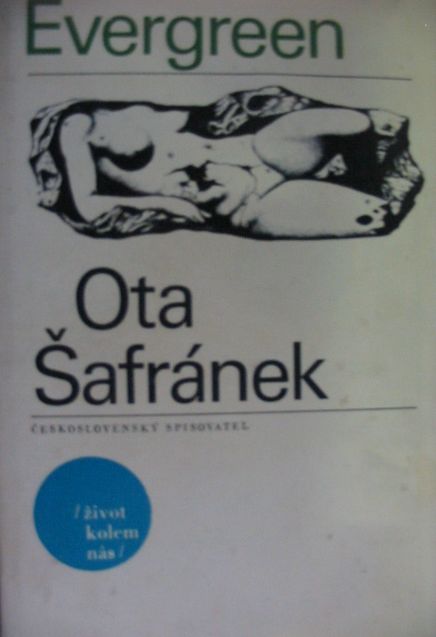 Evergreen
Ota
Šafránek
ČESKOSLOVENSKÝ SPISOVATEL
/život
kolem
nás/